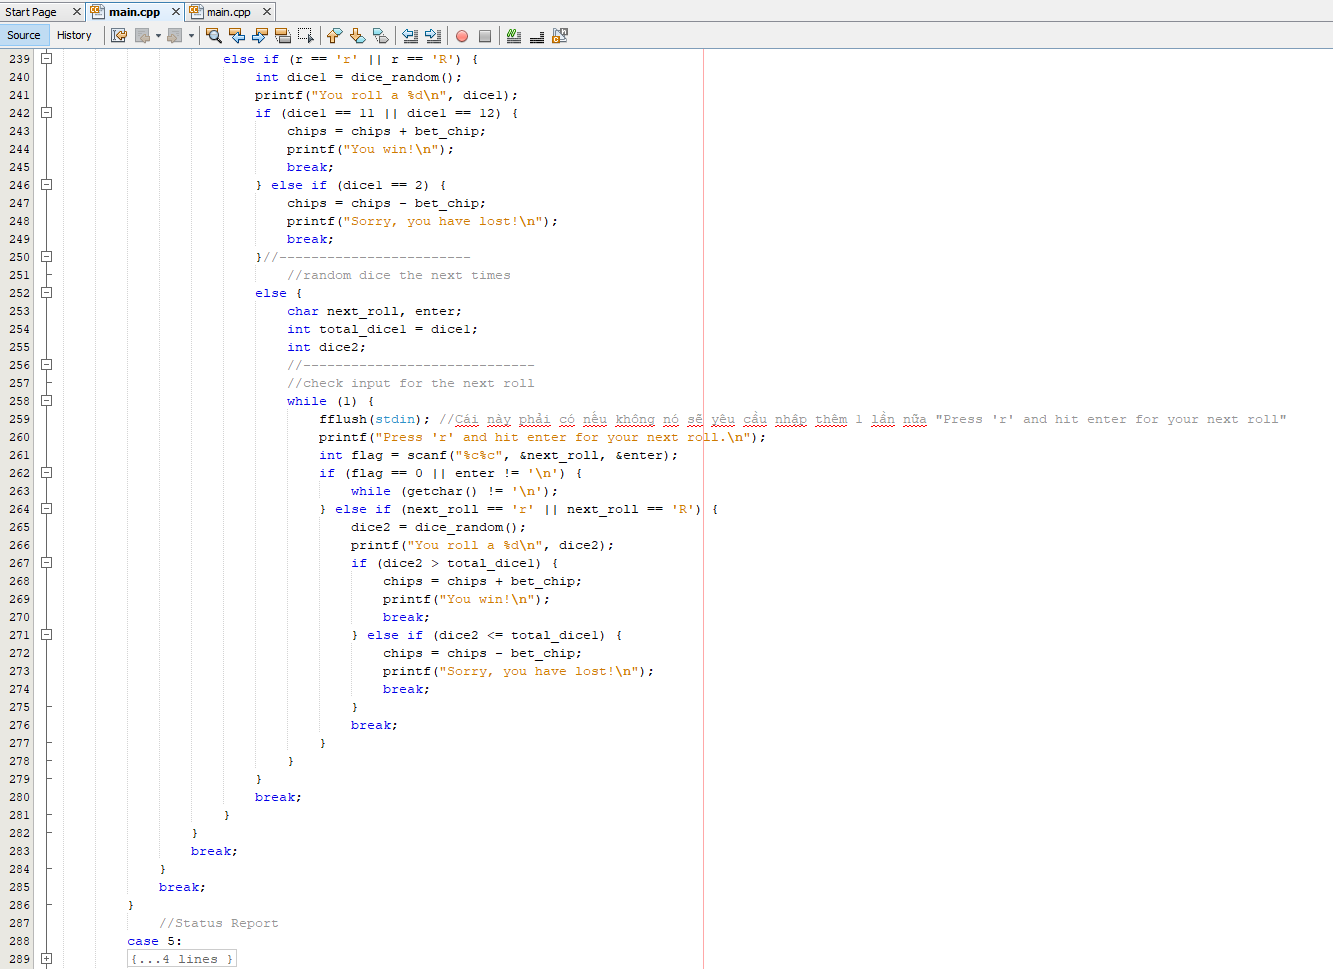 Start Page
main.cpp
main.cpp
Source History
239 else if (r == 'r' || r == 'R') {
240 int dice1 = dice_random();
241 printf("You roll a %d\n", dice1);
242 if (dice1 == 11 || dice1 == 12) {
243 chips = chips + bet_chip;
244 printf("You win!\n");
245 break;
246 } else if (dice1 == 2) {
247 chips = chips - bet_chip;
248 printf("Sorry, you have lost!\n");
249 break;
250 }//------------------------
251 //random dice the next times
252 else {
253 char next_roll, enter;
254 int total_dice1 = dice1;
255 int dice2;
256 //-----------------------------
257 //check input for the next roll
258 while (1) {
259 fflush(stdin); //Cái này phải có nếu không nó sẽ yêu cầu nhập thêm 1 lần nữa "Press 'r' and hit enter for your next roll"
260 printf("Press 'r' and hit enter for your next roll.\n");
261 int flag = scanf("%c%c", &next_roll, &enter);
262 if (flag == 0 || enter != '\n') {
263 while (getchar() != '\n');
264 } else if (next_roll == 'r' || next_roll == 'R') {
265 dice2 = dice_random();
266 printf("You roll a %d\n", dice2);
267 if (dice2 > total_dice1) {
268 chips = chips + bet_chip;
269 printf("You win!\n");
270 break;
271 } else if (dice2 <= total_dice1) {
272 chips = chips - bet_chip;
273 printf("Sorry, you have lost!\n");
274 break;
275 }
276 break;
277 }
278 }
279 }
280 break;
281 }
282 }
283 break;
284 }
285 break;
286 }
287 //Status Report
288 case 5:
289 {...4 lines }